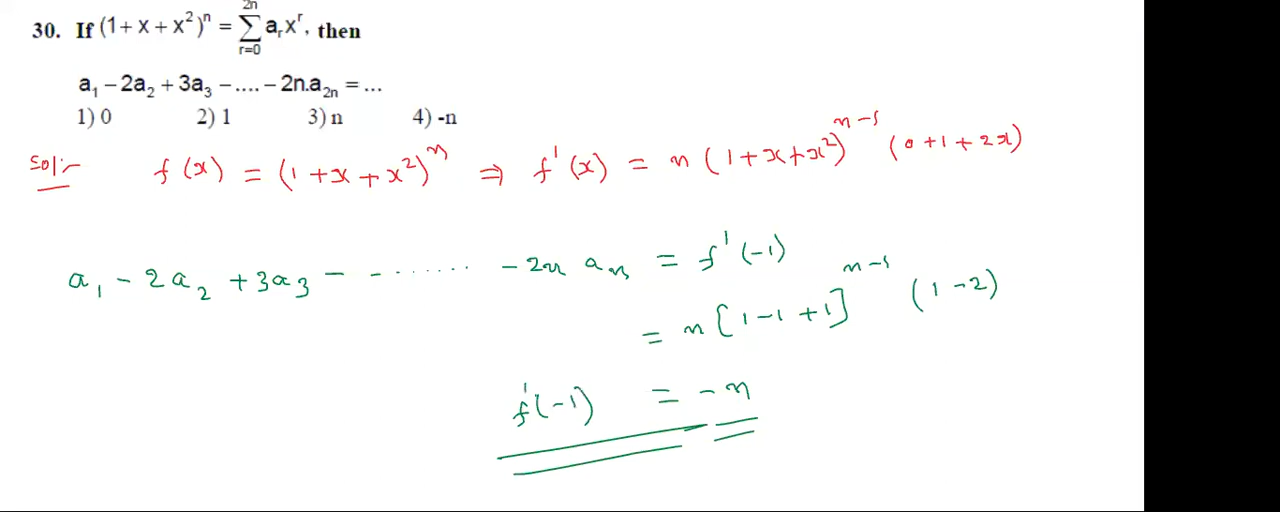 30. If (1+x+x²)ⁿ = ∑_{r=0}^{2n} aᵣxʳ, then
a₁ − 2a₂ + 3a₃ − .... − 2n.a₂ₙ = ...
1) 0 2) 1 3) n 4) -n
Sol:- f(x) = (1+x+x²)ⁿ ⇒ f'(x) = n(1+x+x²)ⁿ⁻¹ (0+1+2x)
a₁ − 2a₂ + 3a₃ − - ....... − 2n aₙ = f'(−1)
= n[1−1+1]ⁿ⁻¹ (1−2)
f'(−1) = −n